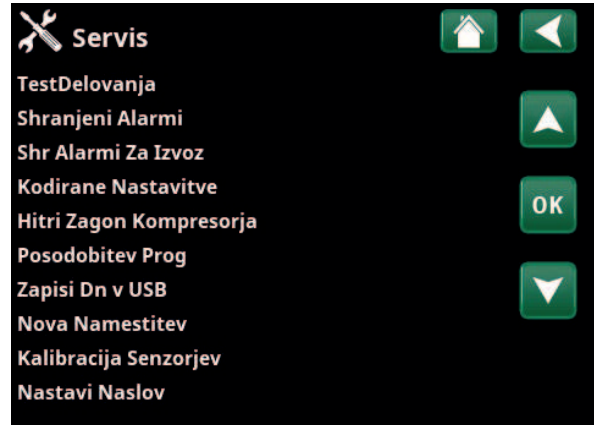 Servis
TestDelovanja
Shranjeni Alarmi
Shr Alarmi Za Izvoz
Kodirane Nastavitve
Hitri Zagon Kompresorja
OK
Posodobitev Prog
Zapisi Dn v USB
Nova Namestitev
Kalibracija Senzorjev
Nastavi Naslov